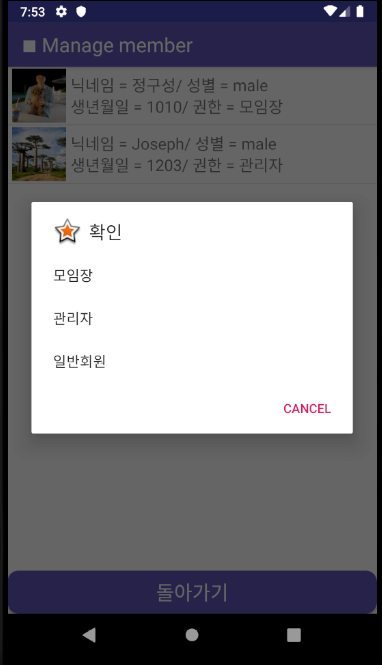 7:53
Manage member
닉네임 = 정구성/ 성별 = male
생년월일 = 1010/ 권한 = 모임장
닉네임 = Joseph/ 성별 = male
생년월일 = 1203/ 권한 = 관리자
확인
모임장
관리자
일반회원
CANCEL
돌아가기